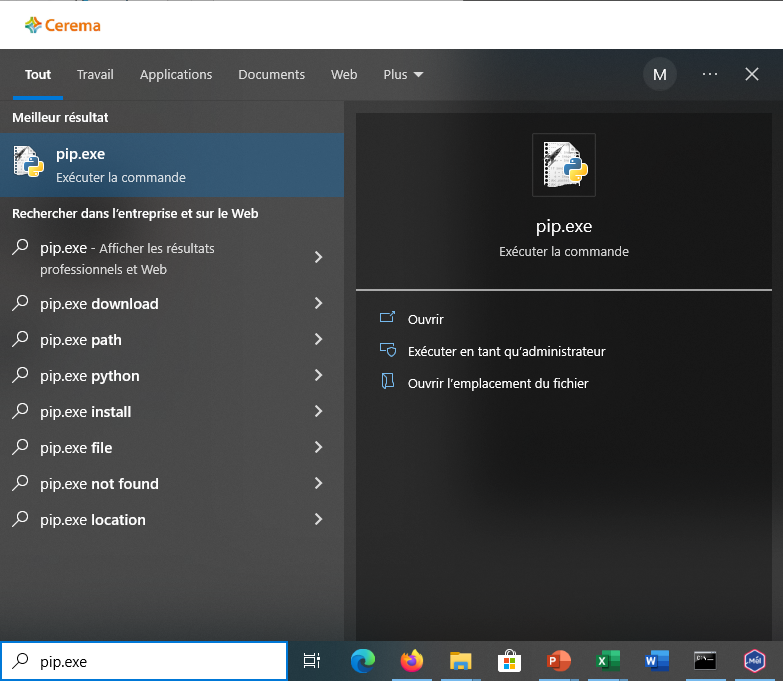 Cerema
Tout Travail Applications Documents Web Plus M ...
Meilleur résultat
pip.exe
Exécuter la commande
Rechercher dans l'entreprise et sur le Web
pip.exe - Afficher les résultats
professionnels et Web
pip.exe download
pip.exe path
pip.exe python
pip.exe install
pip.exe file
pip.exe not found
pip.exe location
pip.exe
Exécuter la commande
Ouvrir
Exécuter en tant qu'administrateur
Ouvrir l'emplacement du fichier
pip.exe